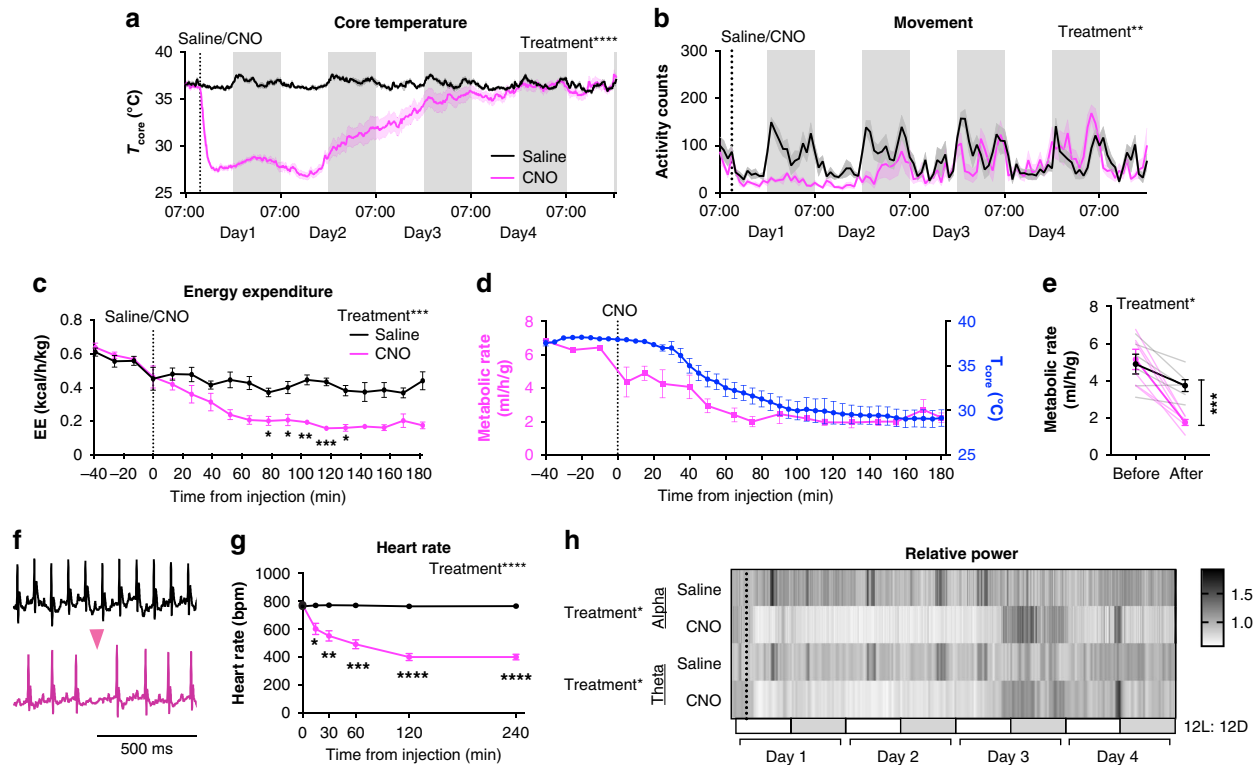 a
Core temperature
Saline/CNO
Treatment****
40
35
30
25
T core (°C)
Saline
CNO
07:00 07:00 07:00 07:00 07:00
Day1 Day2 Day3 Day4
b
Movement
Saline/CNO
Treatment**
300
200
100
0
Activity counts
07:00 07:00 07:00 07:00 07:00
Day1 Day2 Day3 Day4
c
Energy expenditure
Saline/CNO
Treatment***
Saline
CNO
0.8
0.6
0.4
0.2
0
EE (kcal/h/kg)
* * ** *** *
–40 –20 0 20 40 60 80 100 120 140 160 180
Time from injection (min)
d
CNO
8
6
4
2
0
Metabolic rate
(ml/h/g)
40
35
30
25
T core
(°C)
–40 –20 0 20 40 60 80 100 120 140 160 180
Time from injection (min)
e
Treatment*
8
6
4
2
0
Metabolic rate
(ml/h/g)
***
Before After
f
500 ms
g
Heart rate
Treatment****
1000
800
600
400
200
0
Heart rate (bpm)
* ** *** **** ****
0 30 60 120 240
Time from injection (min)
h
Relative power
Treatment*
Alpha
Saline
CNO
Treatment*
Theta
Saline
CNO
1.5
1.0
12L: 12D
Day 1 Day 2 Day 3 Day 4